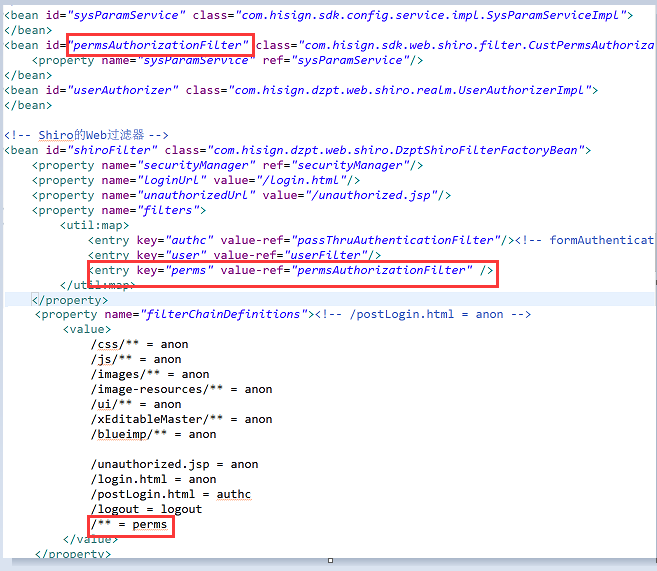 <bean id="sysParamService" class="com.hisign.sdk.config.service.impl.SysParamServiceImpl">
</bean>
<bean id="permsAuthorizationFilter" class="com.hisign.sdk.web.shiro.filter.CustPermsAuthoriza
<property name="sysParamService" ref="sysParamService"/>
</bean>
<bean id="userAuthorizer" class="com.hisign.dzpt.web.shiro.realm.UserAuthorizerImpl">
</bean>
<!-- Shiro的Web过滤器 -->
<bean id="shiroFilter" class="com.hisign.dzpt.web.shiro.DzptShiroFilterFactoryBean">
<property name="securityManager" ref="securityManager"/>
<property name="loginUrl" value="/login.html"/>
<property name="unauthorizedUrl" value="/unauthorized.jsp"/>
<property name="filters">
<util:map>
<entry key="authc" value-ref="passThruAuthenticationFilter"/><!-- formAuthenticat
<entry key="user" value-ref="userFilter"/>
<entry key="perms" value-ref="permsAuthorizationFilter" />
</util:map>
</property>
<property name="filterChainDefinitions"><!-- /postLogin.html = anon -->
<value>
/css/** = anon
/js/** = anon
/images/** = anon
/image-resources/** = anon
/ui/** = anon
/xEditableMaster/** = anon
/blueimp/** = anon
/unauthorized.jsp = anon
/login.html = anon
/postLogin.html = authc
/logout = logout
/** = perms
</value>
</property>